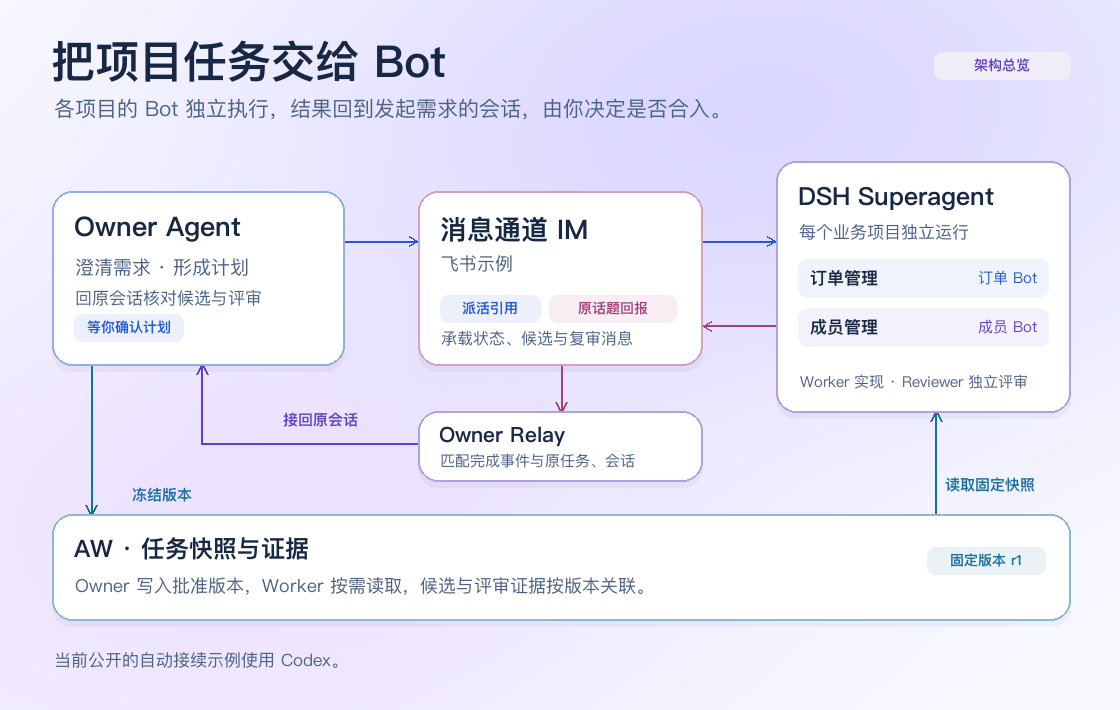 把项目任务交给 Bot
架构总览
各项目的 Bot 独立执行，结果回到发起需求的会话，由你决定是否合入。
Owner Agent
澄清需求 · 形成计划
回原会话核对候选与评审
等你确认计划
消息通道 IM
飞书示例
派活引用
原话题回报
承载状态、候选与复审消息
DSH Superagent
每个业务项目独立运行
订单管理
订单 Bot
成员管理
成员 Bot
Worker 实现 · Reviewer 独立评审
接回原会话
Owner Relay
匹配完成事件与原任务、会话
冻结版本
读取固定快照
AW · 任务快照与证据
Owner 写入批准版本，Worker 按需读取，候选与评审证据按版本关联。
固定版本 r1
当前公开的自动接续示例使用 Codex。